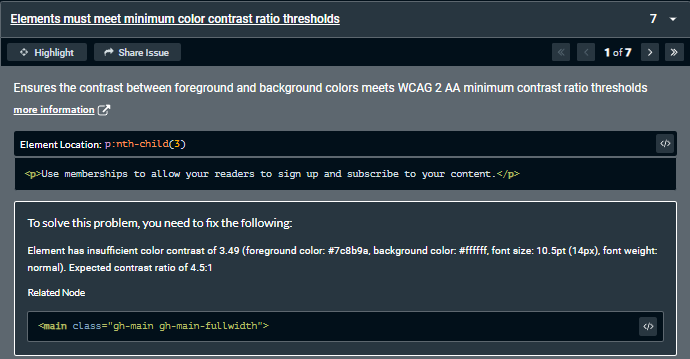 Elements must meet minimum color contrast ratio thresholds 7
Highlight Share Issue 1 of 7
Ensures the contrast between foreground and background colors meets WCAG 2 AA minimum contrast ratio thresholds
more information
Element Location: p:nth-child(3) </>
<p>Use memberships to allow your readers to sign up and subscribe to your content.</p>
To solve this problem, you need to fix the following:
Element has insufficient color contrast of 3.49 (foreground color: #7c8b9a, background color: #ffffff, font size: 10.5pt (14px), font weight:
normal). Expected contrast ratio of 4.5:1
Related Node
<main class="gh-main gh-main-fullwidth"> </>